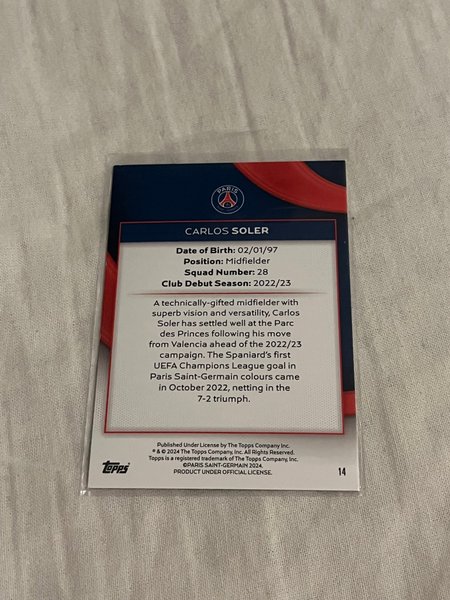 PARIS
CARLOS SOLER
Date of Birth: 02/01/97
Position: Midfielder
Squad Number: 28
Club Debut Season: 2022/23
A technically-gifted midfielder with
superb vision and versatility, Carlos
Soler has settled well at the Parc
des Princes following his move
from Valencia ahead of the 2022/23
campaign. The Spaniard's first
UEFA Champions League goal in
Paris Saint-Germain colours came
in October 2022, netting in the
7-2 triumph.
Published Under License by The Topps Company Inc.
® & © 2024 The Topps Company, Inc. All Rights Reserved.
Topps is a registered trademark of The Topps Company, Inc.
©PARIS SAINT-GERMAIN 2024.
PRODUCT UNDER OFFICIAL LICENSE.
Topps
14